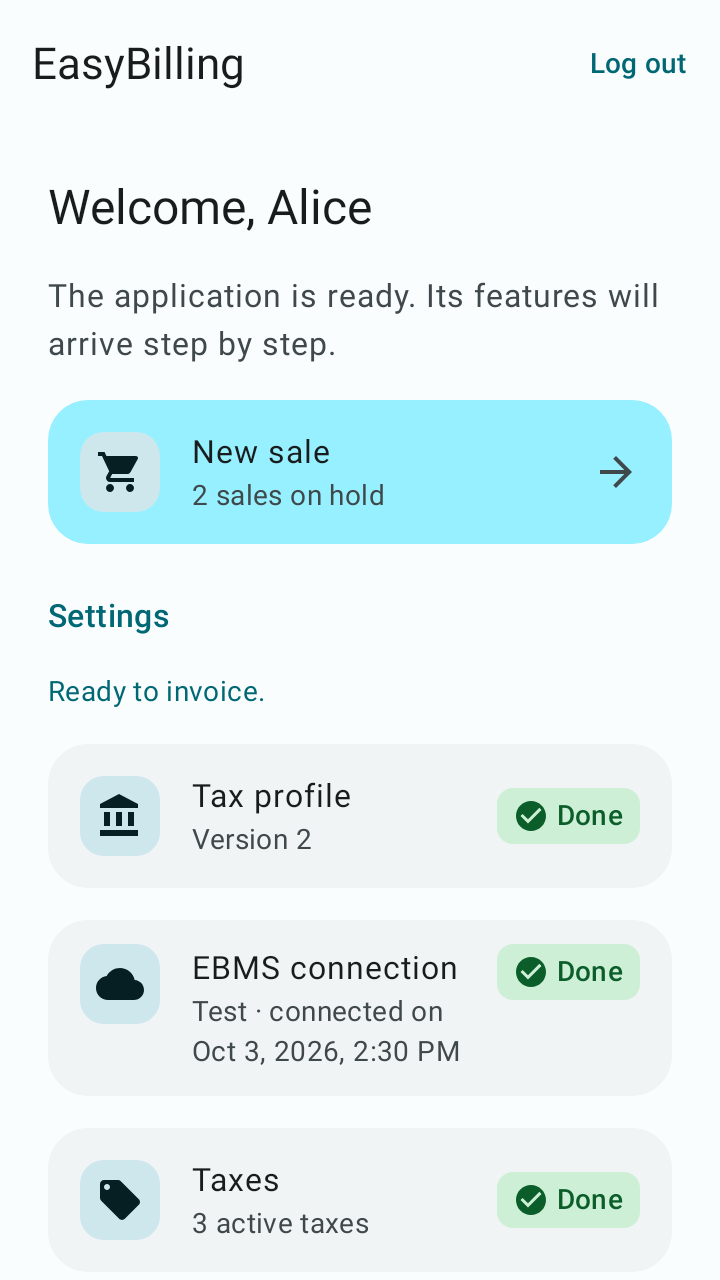 EasyBilling
Log out
Welcome, Alice
The application is ready. Its features will
arrive step by step.
New sale
2 sales on hold
Settings
Ready to invoice.
Tax profile
Version 2
Done
EBMS connection
Test · connected on
Oct 3, 2026, 2:30 PM
Done
Taxes
3 active taxes
Done